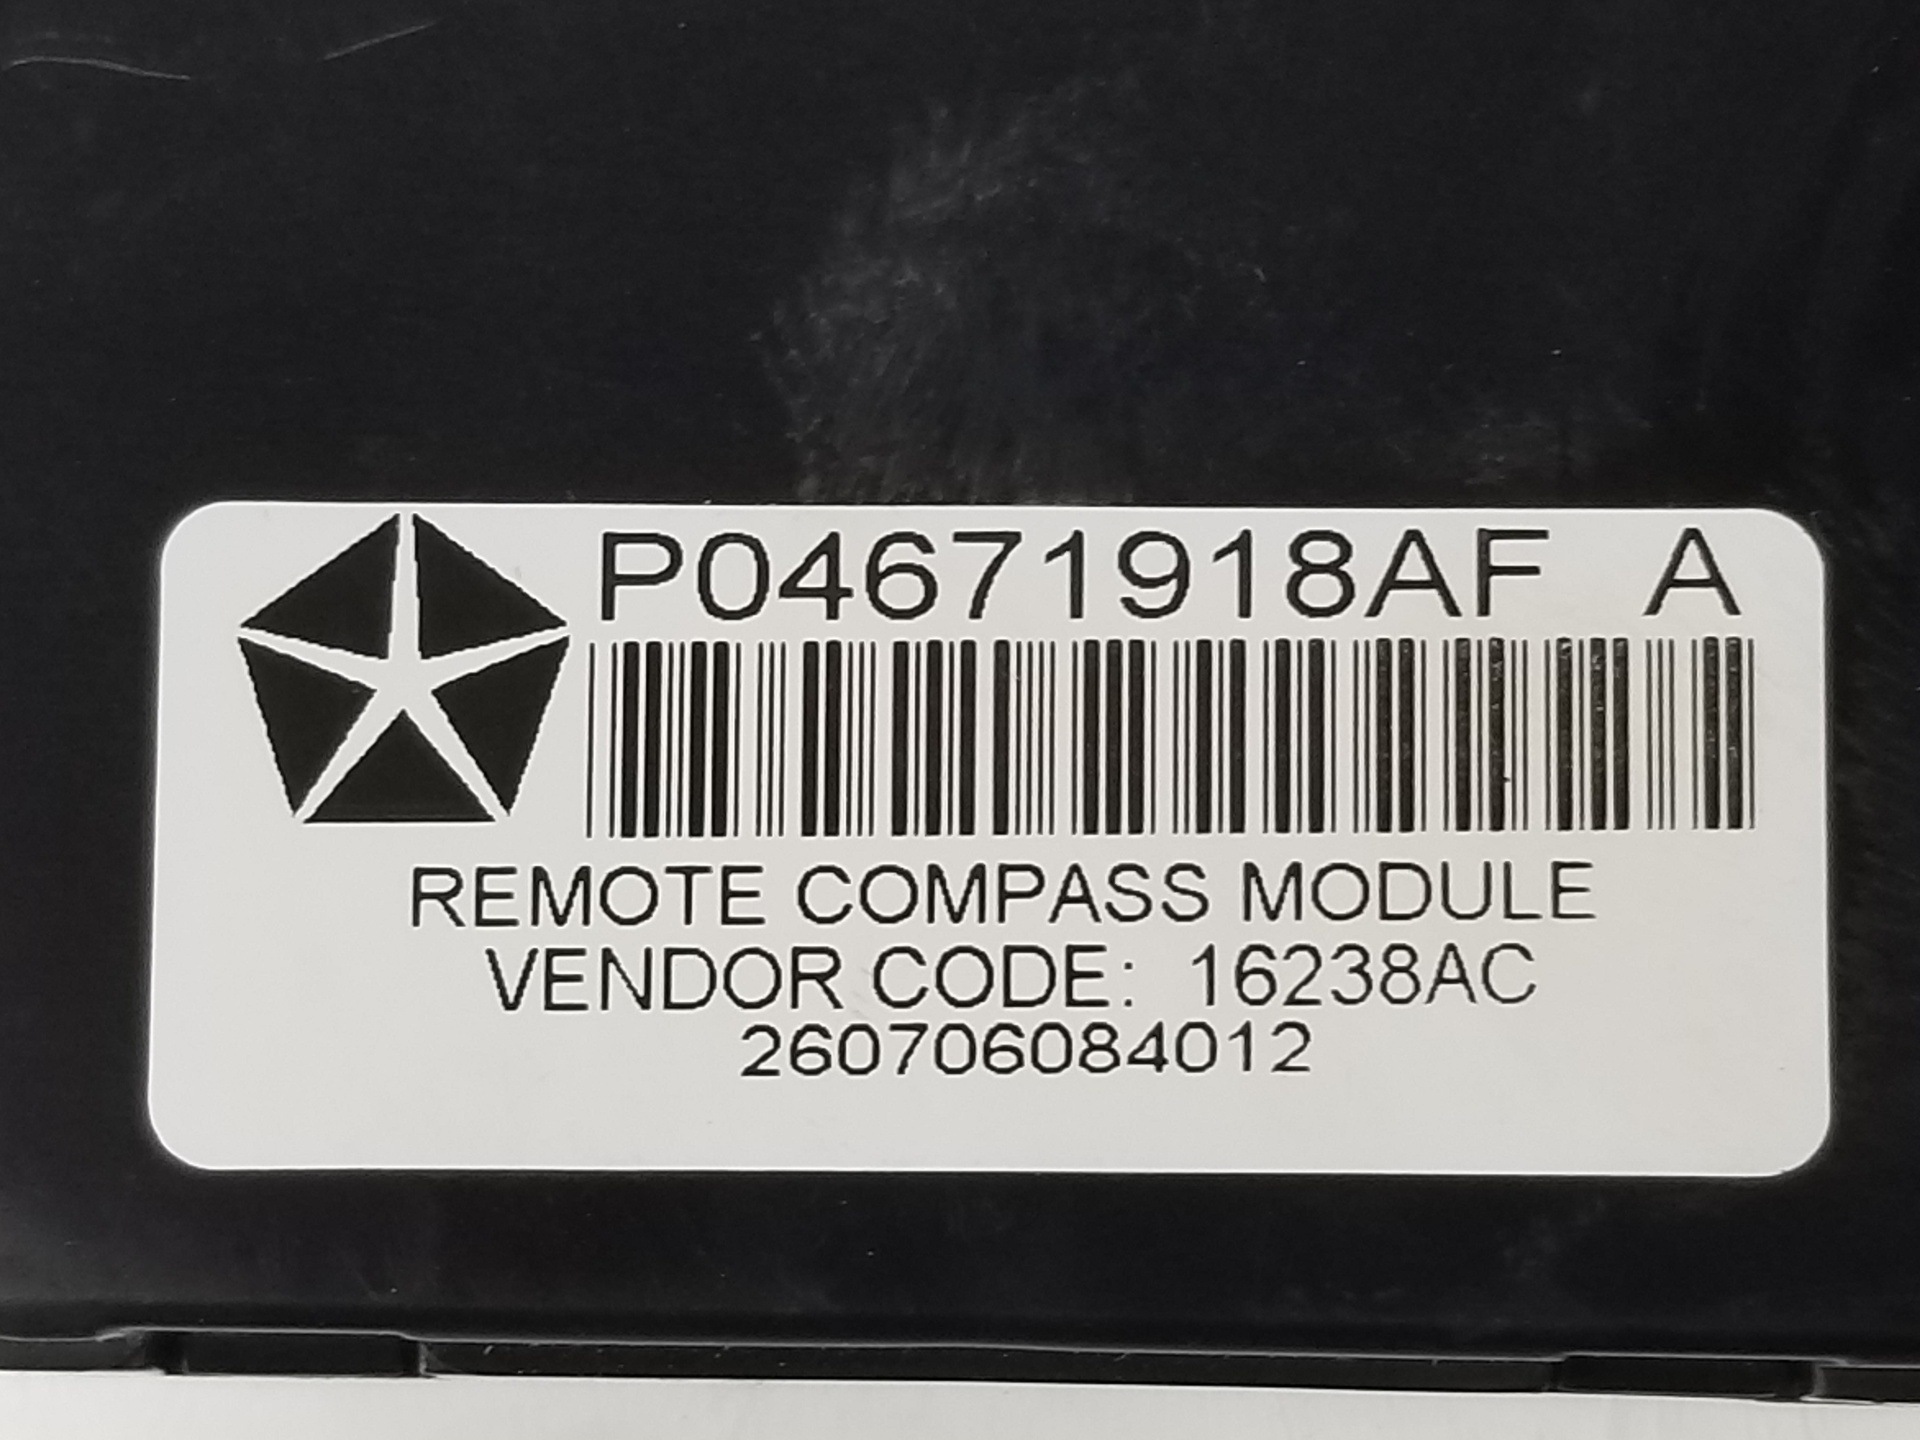 P04671918AF A
REMOTE COMPASS MODULE
VENDOR CODE: 16238AC
260706084012